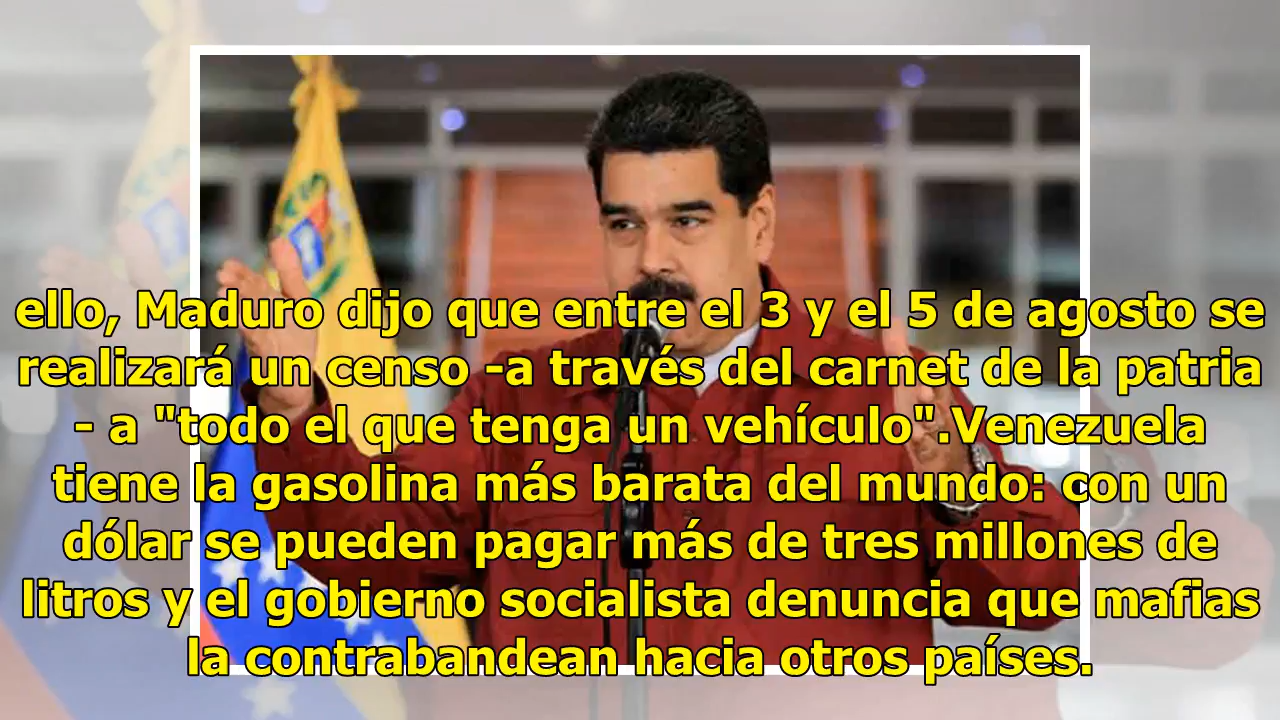 ello, Maduro dijo que entre el 3 y el 5 de agosto se
realizará un censo -a través del carnet de la patria
- a "todo el que tenga un vehículo".Venezuela
tiene la gasolina más barata del mundo: con un
dólar se pueden pagar más de tres millones de
litros y el gobierno socialista denuncia que mafias
la contrabandean hacia otros países.